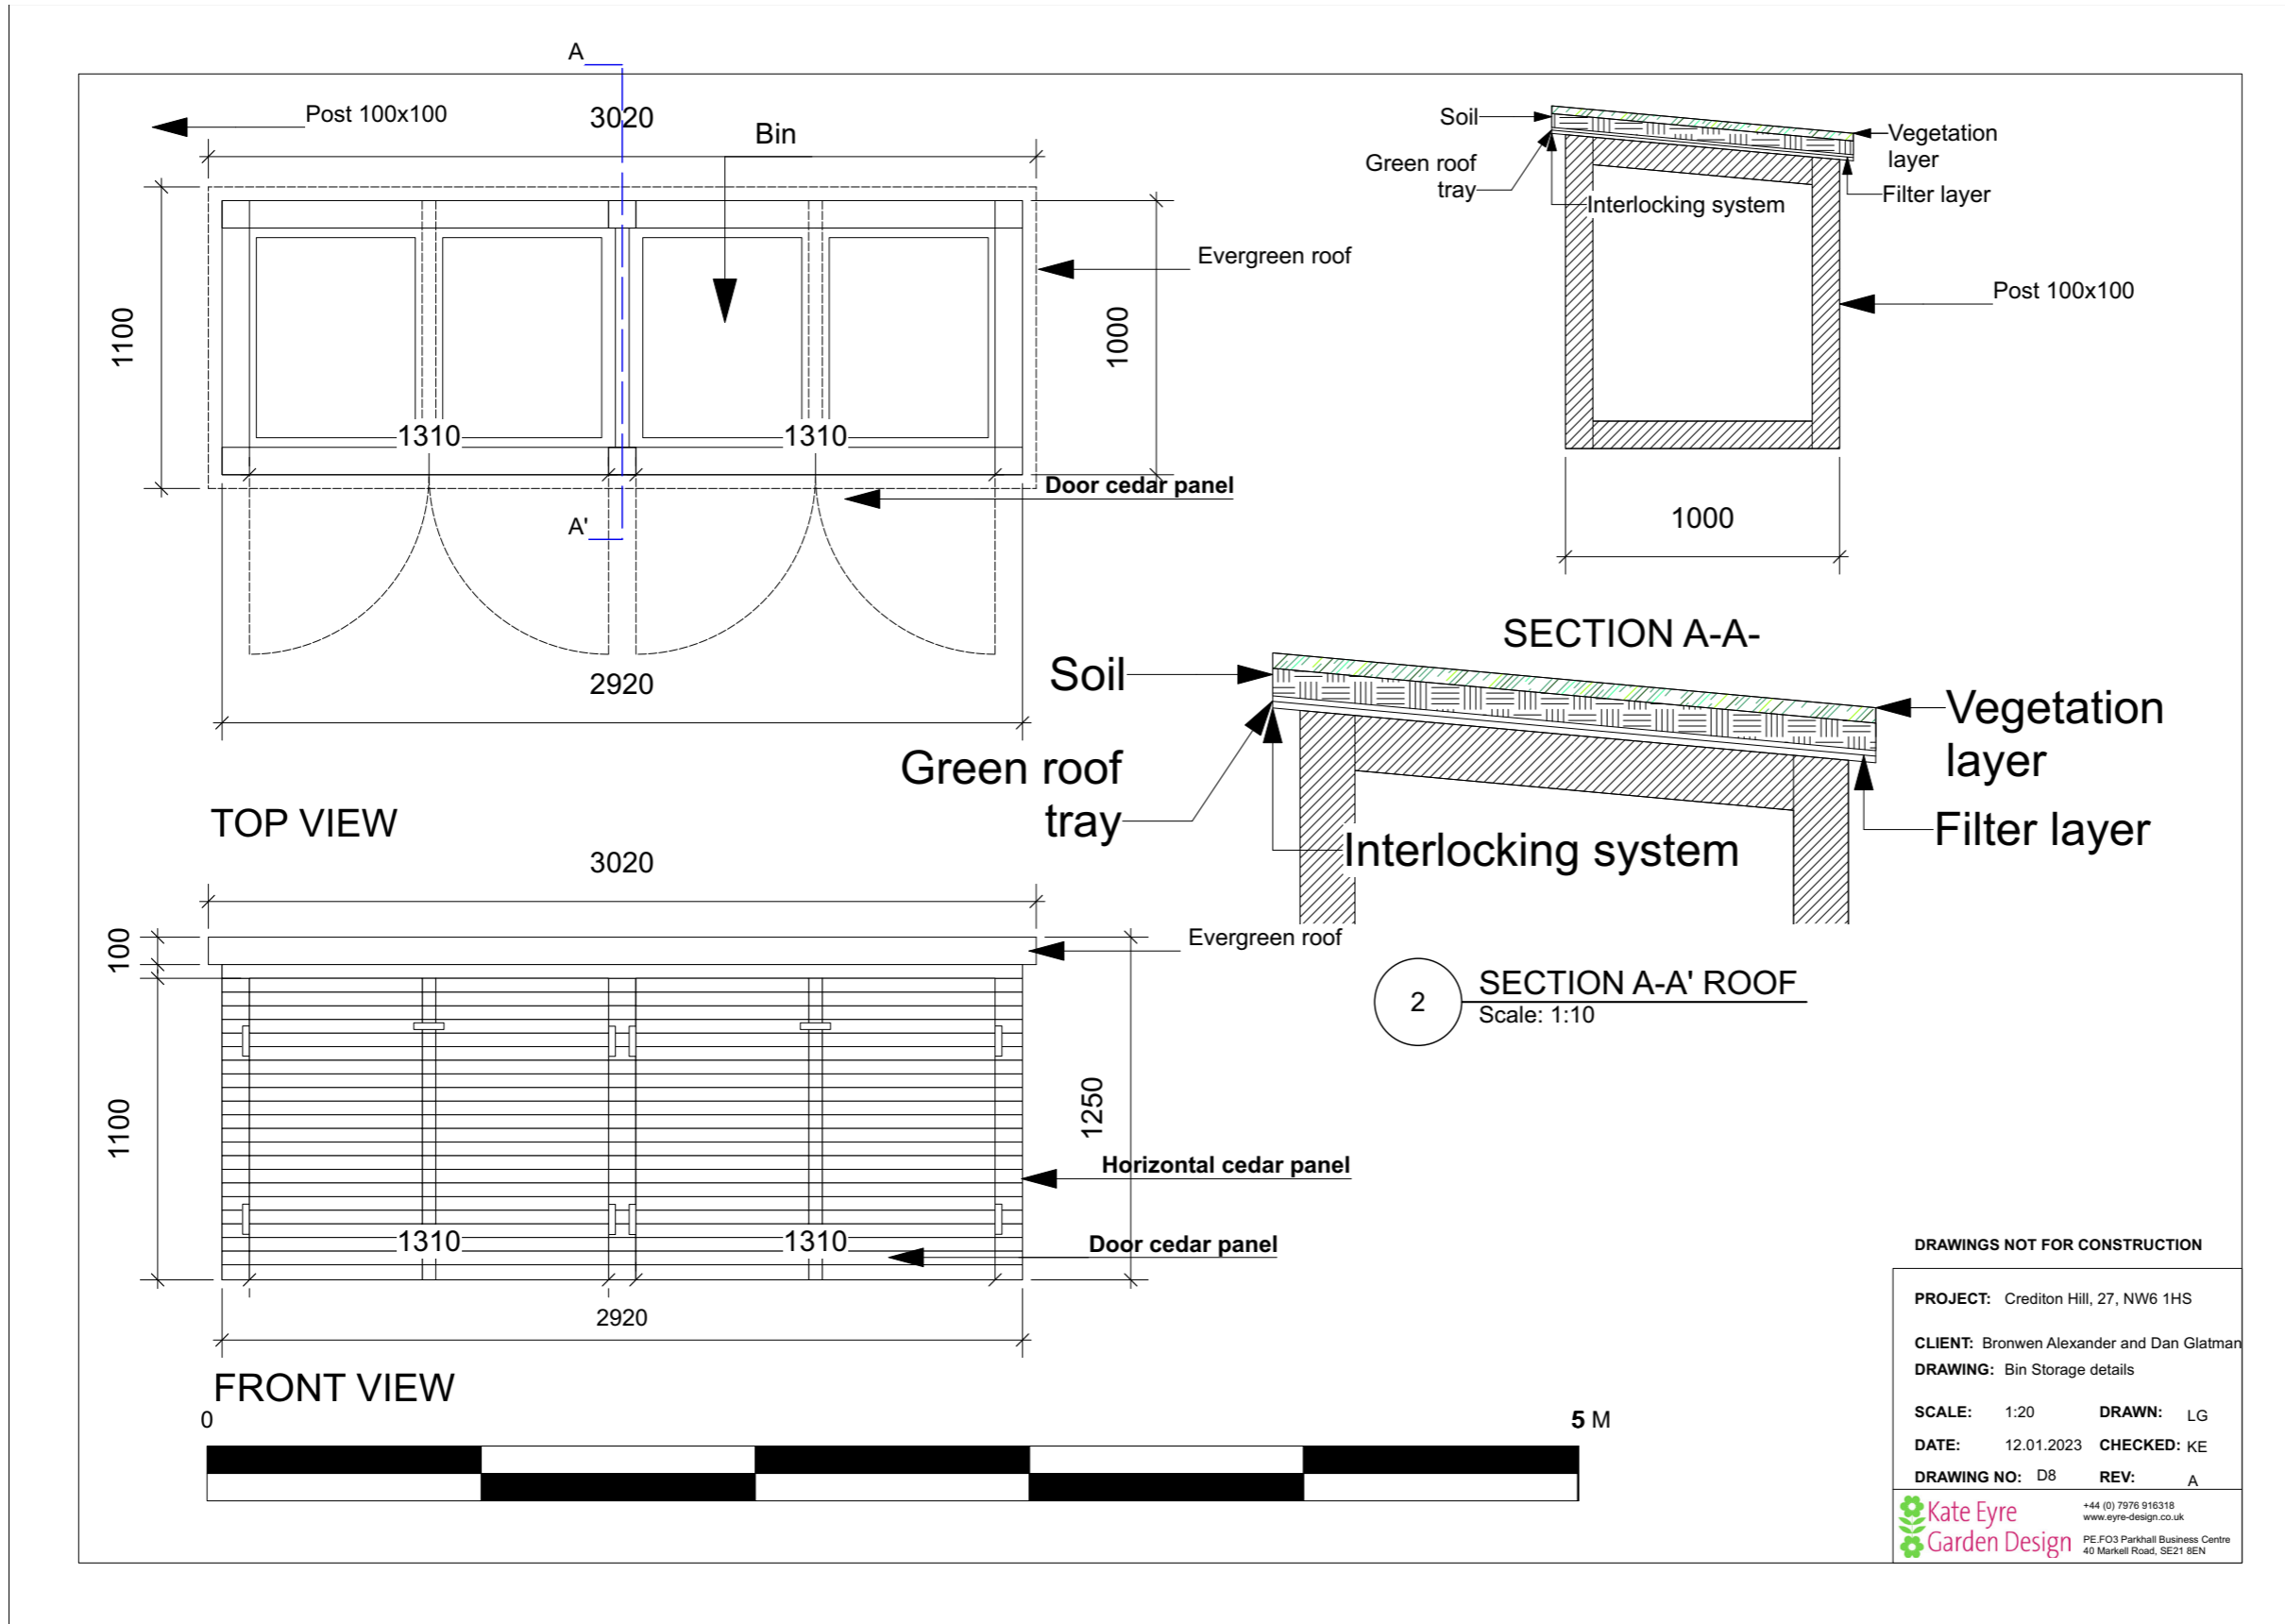 A
Post 100x100
3020
Bin
1100
1000
Evergreen roof
1310
1310
Door cedar panel
A'
2920
TOP VIEW
Soil
Green roof
tray
Interlocking system
Vegetation
layer
Filter layer
Post 100x100
1000
SECTION A-A-
Soil
Green roof
tray
Interlocking system
Vegetation
layer
Filter layer
2
SECTION A-A' ROOF
Scale: 1:10
3020
100
Evergreen roof
1100
1250
Horizontal cedar panel
1310
1310
Door cedar panel
2920
FRONT VIEW
0
5 M
DRAWINGS NOT FOR CONSTRUCTION
PROJECT: Crediton Hill, 27, NW6 1HS
CLIENT: Bronwen Alexander and Dan Glatman
DRAWING: Bin Storage details
SCALE: 1:20 DRAWN: LG
DATE: 12.01.2023 CHECKED: KE
DRAWING NO: D8 REV: A
Kate Eyre
Garden Design
+44 (0) 7976 916318
www.eyre-design.co.uk
PE.FO3 Parkhall Business Centre
40 Markell Road, SE21 8EN